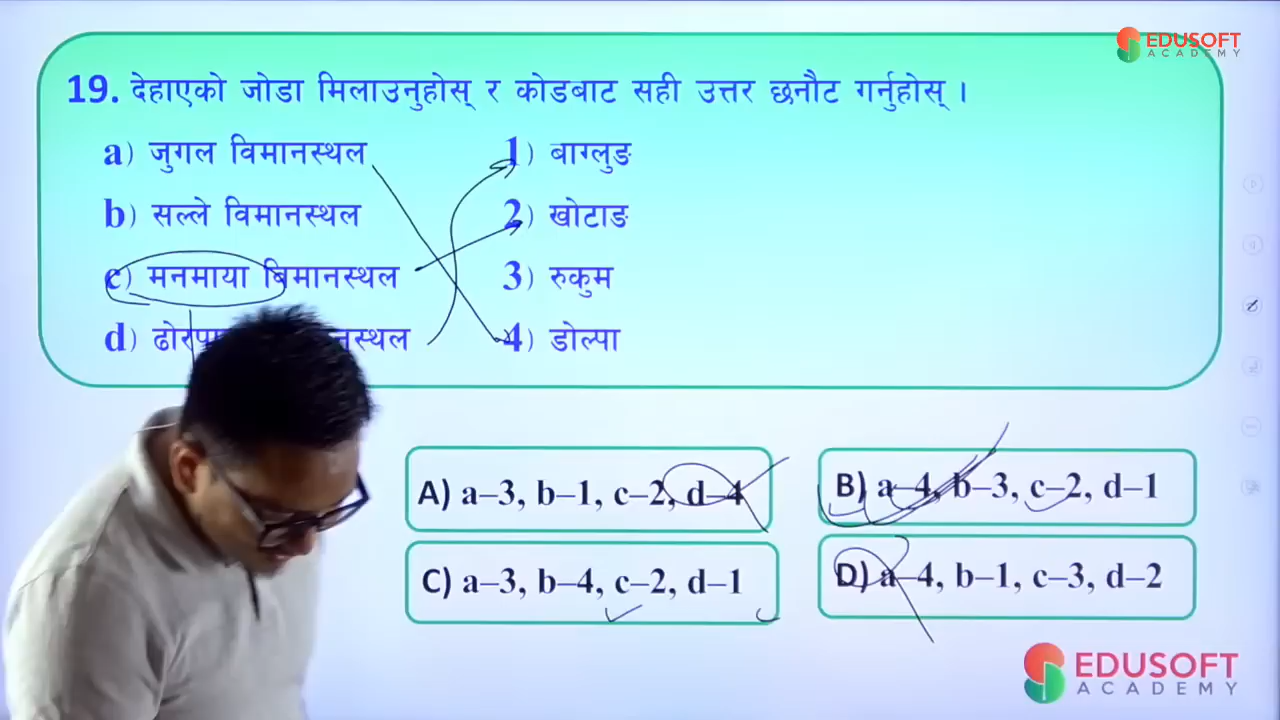 EDUSOFT
ACADEMY
19. देहाएको जोडा मिलाउनुहोस् र कोडबाट सही उत्तर छनौट गर्नुहोस् ।
a) जुगल विमानस्थल 1) बाग्लुङ
b) सल्ले विमानस्थल 2) खोटाङ
c) मनमाया विमानस्थल 3) रुकुम
d) 4) डोल्पा
A) a–3, b–1, c–2, d–4 B) a–4, b–3, c–2, d–1
C) a–3, b–4, c–2, d–1 D) a–4, b–1, c–3, d–2
EDUSOFT
ACADEMY